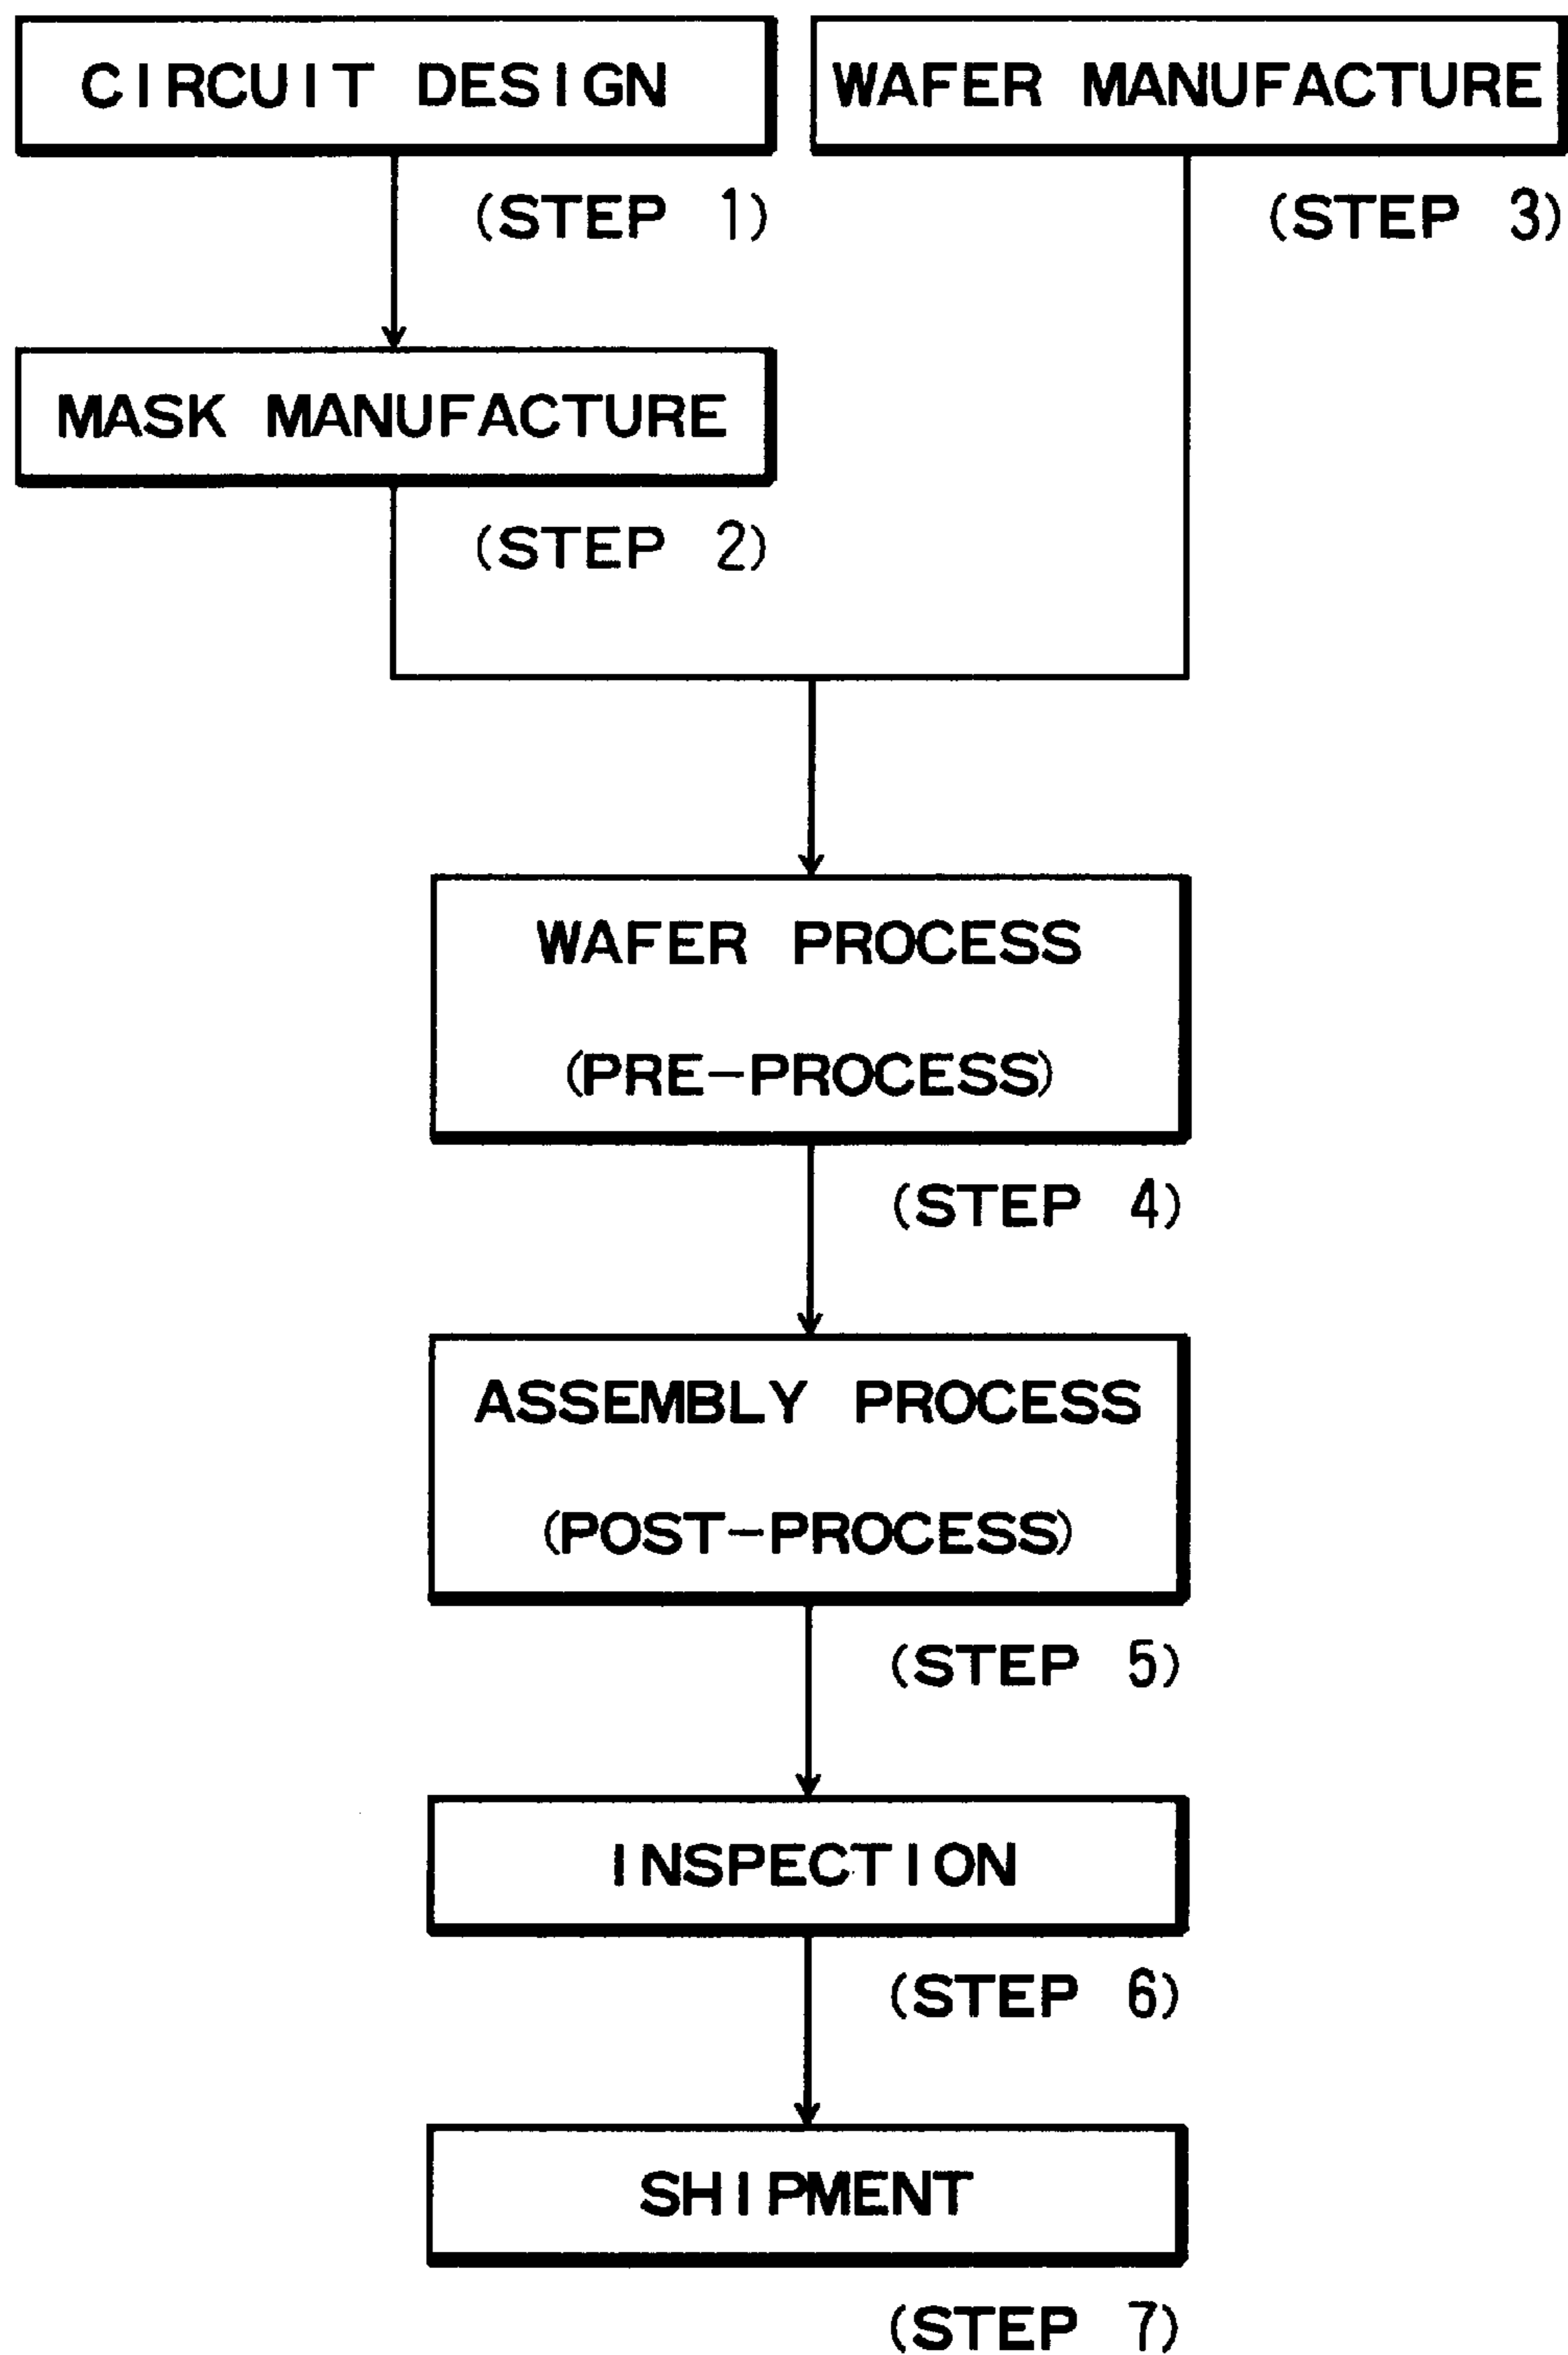 CIRCUIT DESIGN
(STEP 1)
MASK MANUFACTURE
(STEP 2)
WAFER MANUFACTURE
(STEP 3)
WAFER PROCESS
(PRE-PROCESS)
(STEP 4)
ASSEMBLY PROCESS
(POST-PROCESS)
(STEP 5)
INSPECTION
(STEP 6)
SHIPMENT
(STEP 7)